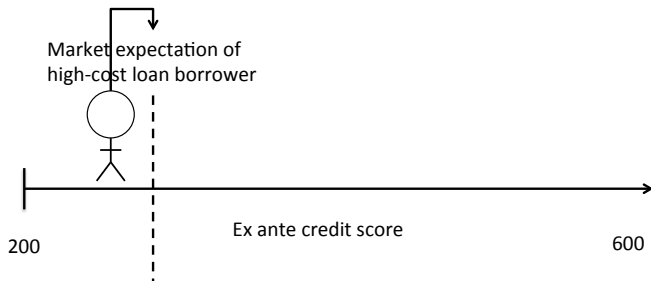 Market expectation of
high-cost loan borrower
Ex ante credit score
200
600